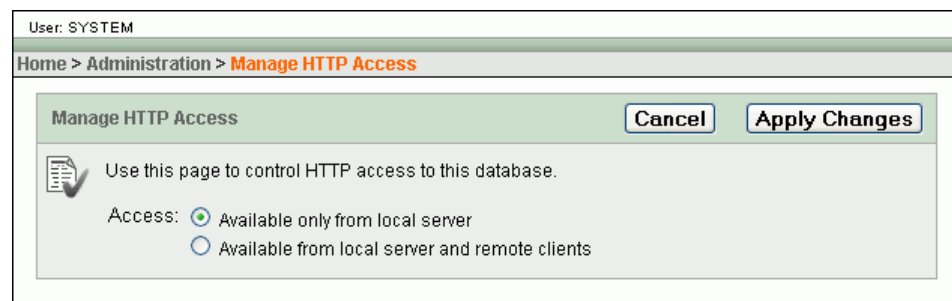 User: SYSTEM
Home > Administration > Manage HTTP Access
Manage HTTP Access Cancel Apply Changes
Use this page to control HTTP access to this database.
Access: Available only from local server
Available from local server and remote clients